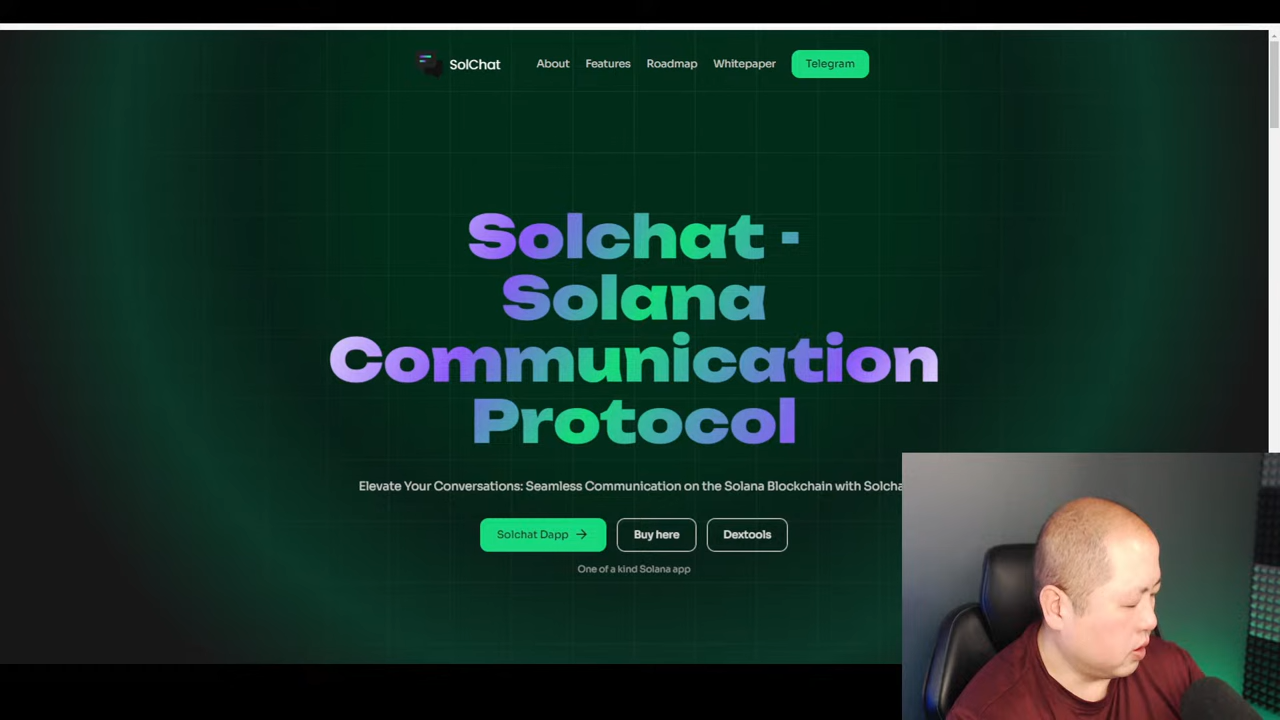 SolChat About Features Roadmap Whitepaper Telegram
Solchat -
Solana
Communication
Protocol
Elevate Your Conversations: Seamless Communication on the Solana Blockchain with
Solchat Dapp → Buy here Dextools
One of a kind Solana app